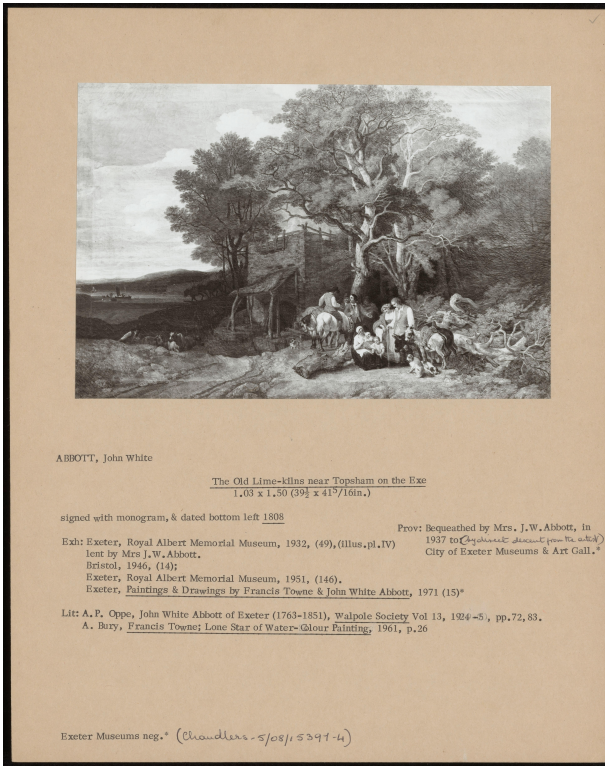 ABBOTT, John White
The Old Lime-kilns near Topsham on the Exe
1.03 x 1.50 (39½ x 41⁵/16in.)
signed with monogram, & dated bottom left 1808
Prov: Bequeathed by Mrs. J.W. Abbott, in
1937 to (by direct descent from the artist)
City of Exeter Museums & Art Gall.*
Exh: Exeter, Royal Albert Memorial Museum, 1932, (49),(illus.pl.IV)
lent by Mrs J.W. Abbott.
Bristol, 1946, (14);
Exeter, Royal Albert Memorial Museum, 1951, (146).
Exeter, Paintings & Drawings by Francis Towne & John White Abbott, 1971 (15)*
Lit: A.P. Oppe, John White Abbott of Exeter (1763-1851), Walpole Society Vol 13, 1924-5, pp.72,83.
A. Bury, Francis Towne; Lone Star of Water-Colour Painting, 1961, p.26
Exeter Museums neg.* (Chandlers-5/08/15397-4)